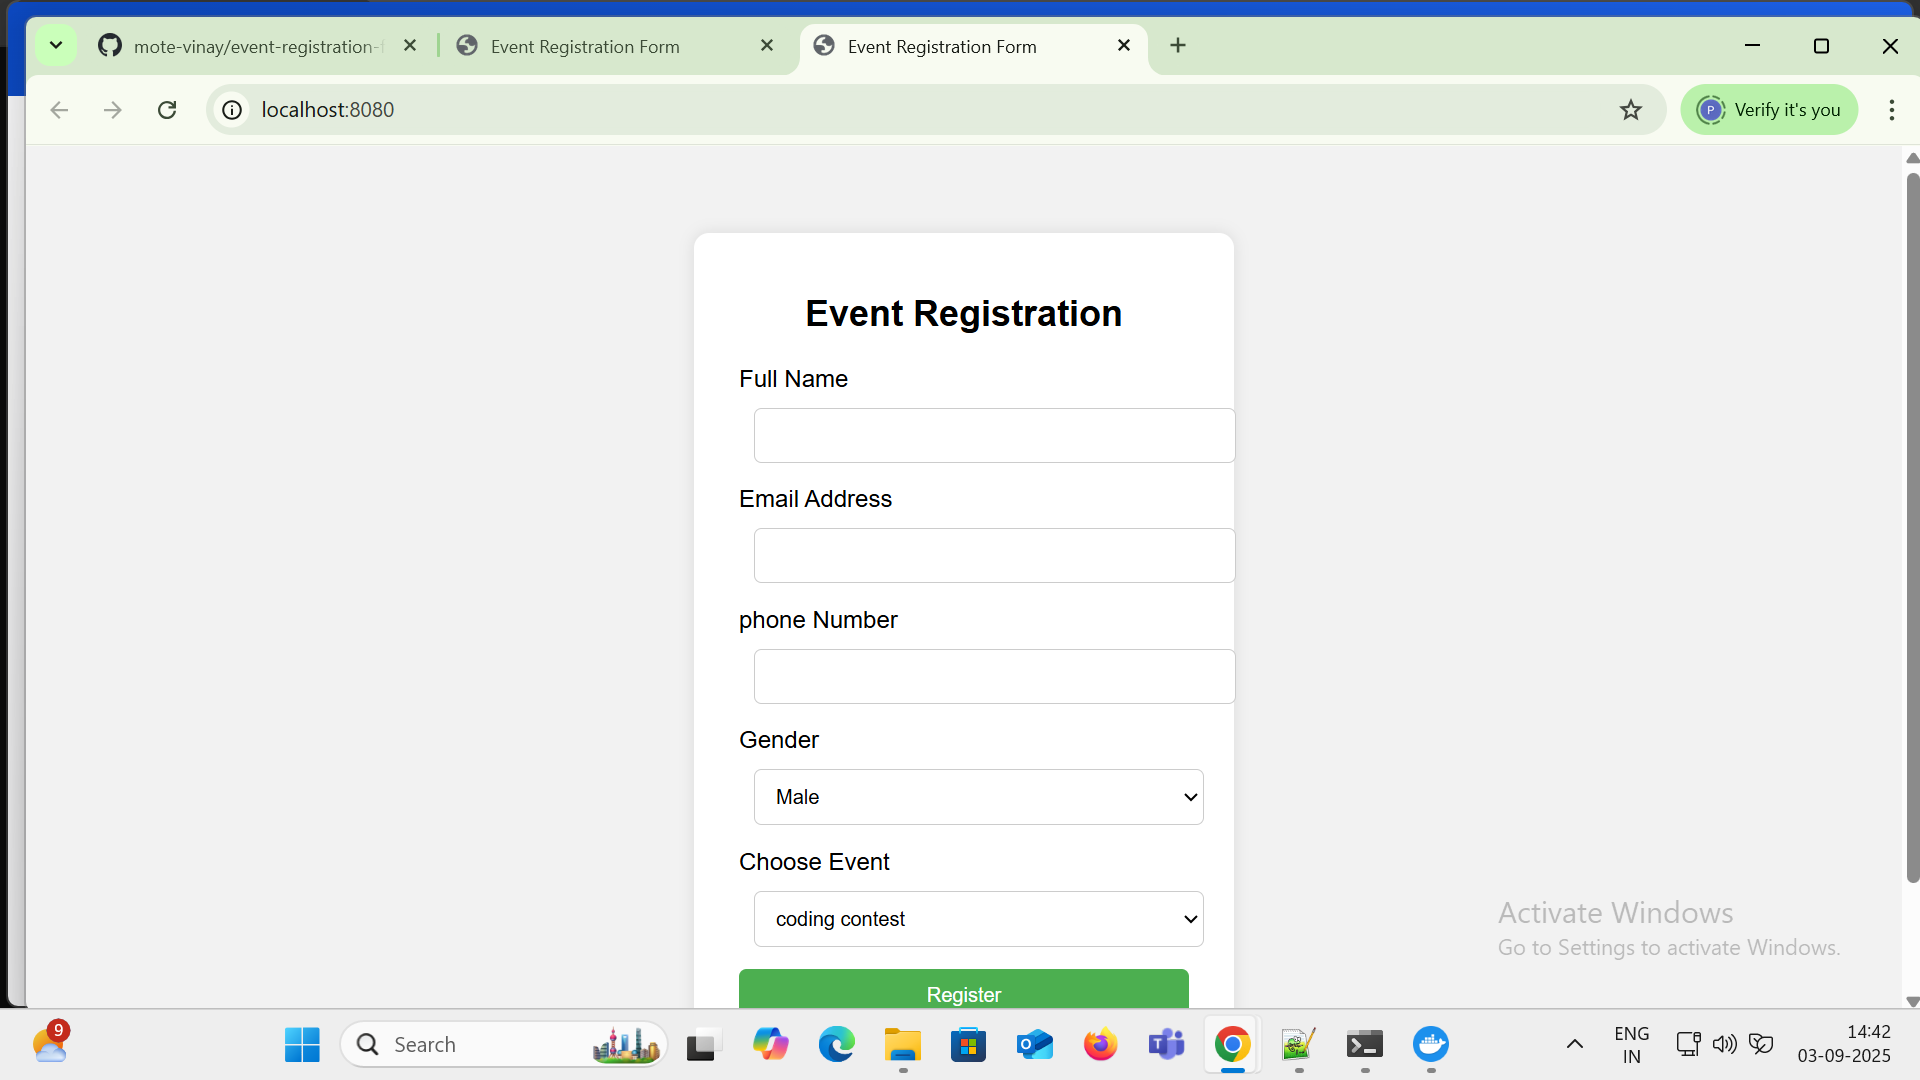 mote-vinay/event-registration-f
Event Registration Form
Event Registration Form
localhost:8080
P
Verify it's you
Event Registration
Full Name
Email Address
phone Number
Gender
Male
Choose Event
coding contest
Register
Activate Windows
Go to Settings to activate Windows.
9
Search
ENG
IN
14:42
03-09-2025